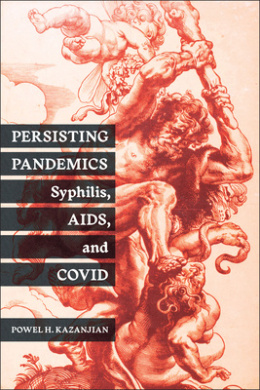 PERSISTING
PANDEMICS
Syphilis,
AIDS,
and
COVID
POWEL H. KAZANJIAN